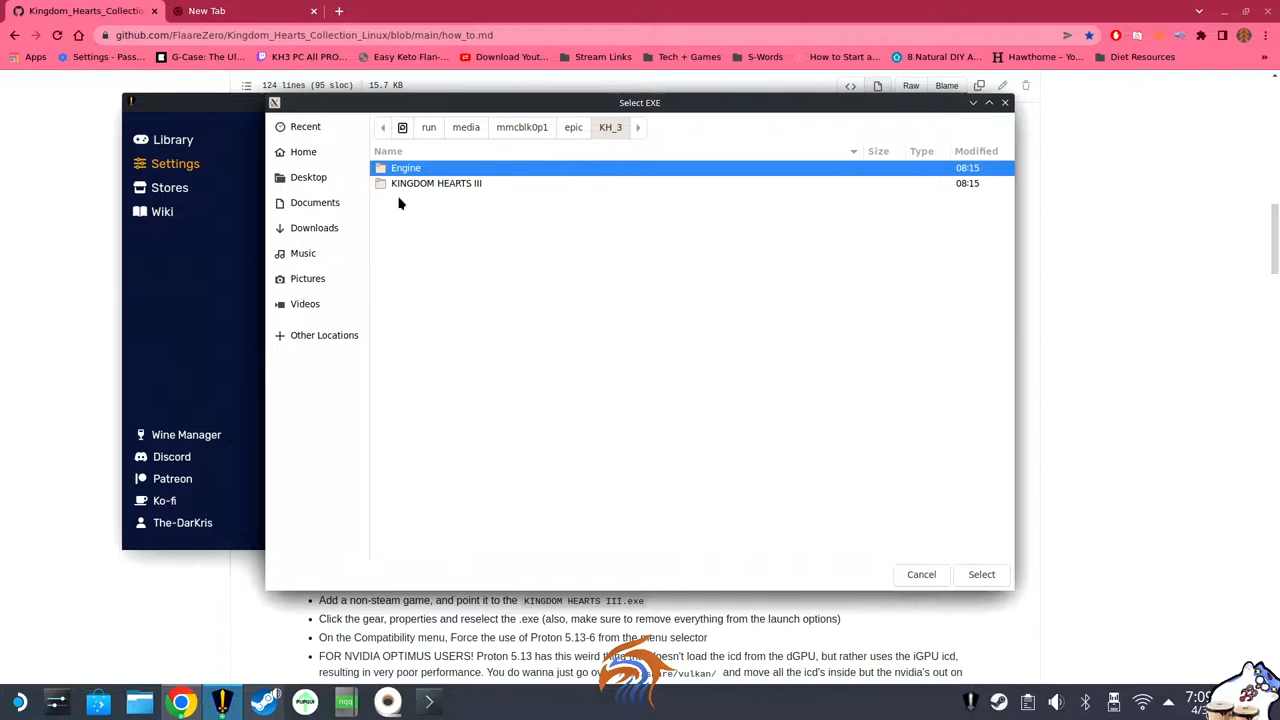 Kingdom_Hearts_Collection_Linux
New Tab
github.com/FlaareZero/Kingdom_Hearts_Collection_Linux/blob/main/how_to.md
Apps
Settings - Pass...
G-Case: The Ul...
KH3 PC All PRO...
Easy Keto Flan-...
Download Yout...
Stream Links
Tech + Games
S-Words
How to Start a...
8 Natural DIY A...
Hawthorne – Yo...
Diet Resources
»
124 lines (95 sloc)
15.7 KB
Raw
Blame
Select EXE
Library
Settings
Stores
Wiki
Wine Manager
Discord
Patreon
Ko-fi
The-DarKris
Recent
Home
Desktop
Documents
Downloads
Music
Pictures
Videos
Other Locations
run
media
mmcblk0p1
epic
KH_3
Name
Size
Type
Modified
Engine
08:15
KINGDOM HEARTS III
08:15
Cancel
Select
Add a non-steam game, and point it to the KINGDOM HEARTS III.exe
Click the gear, properties and reselect the .exe (also, make sure to remove everything from the launch options)
On the Compatibility menu, Force the use of Proton 5.13-6 from the menu selector
FOR NVIDIA OPTIMUS USERS! Proton 5.13 has this weird doesn't load the icd from the dGPU, but rather uses the iGPU icd,
resulting in very poor performance. You do wanna just go and move all the icd's inside but the nvidia's out on
PUPGUI
nqq
7:0
4/3